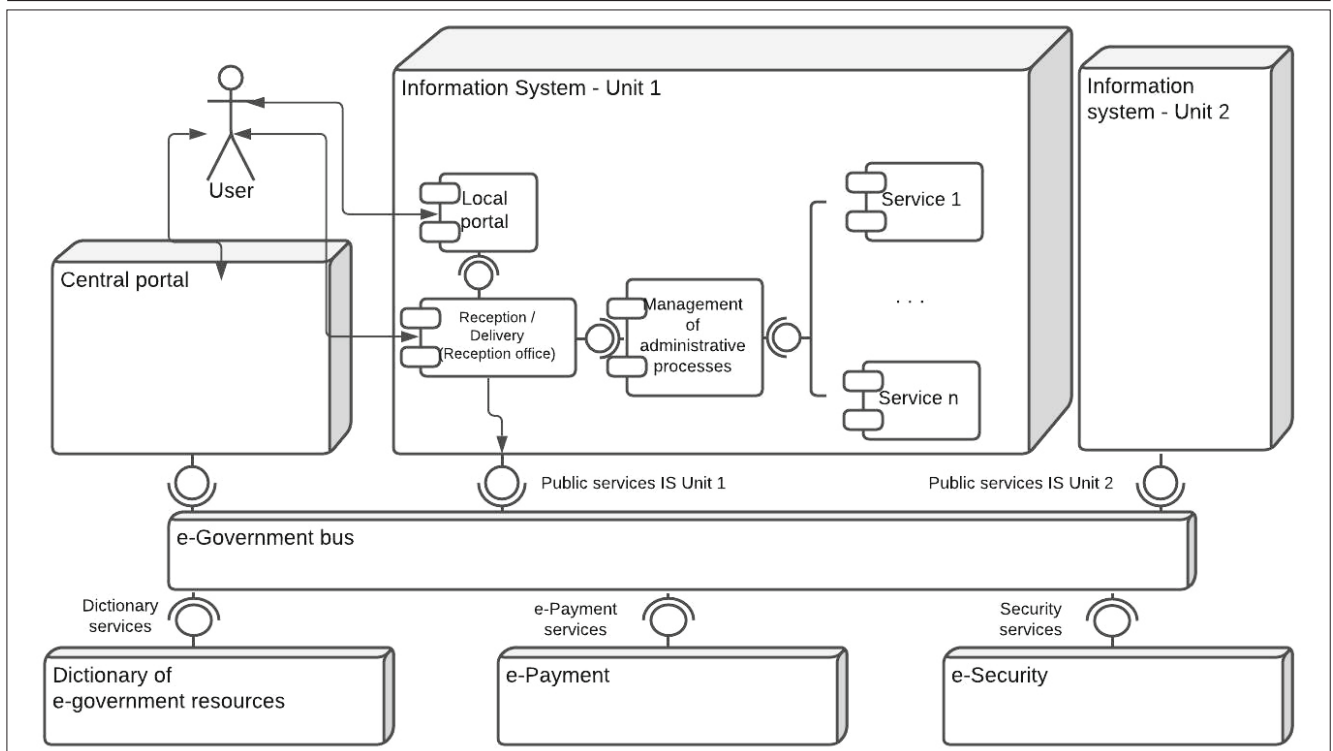 Information System - Unit 1
Information
system - Unit 2
User
Local
portal
Service 1
Central portal
Reception /
Delivery
(Reception office)
Management
of
administrative
processes
. . .
Service n
Public services IS Unit 1
Public services IS Unit 2
e-Government bus
Dictionary
services
e-Payment
services
Security
services
Dictionary of
e-government resources
e-Payment
e-Security